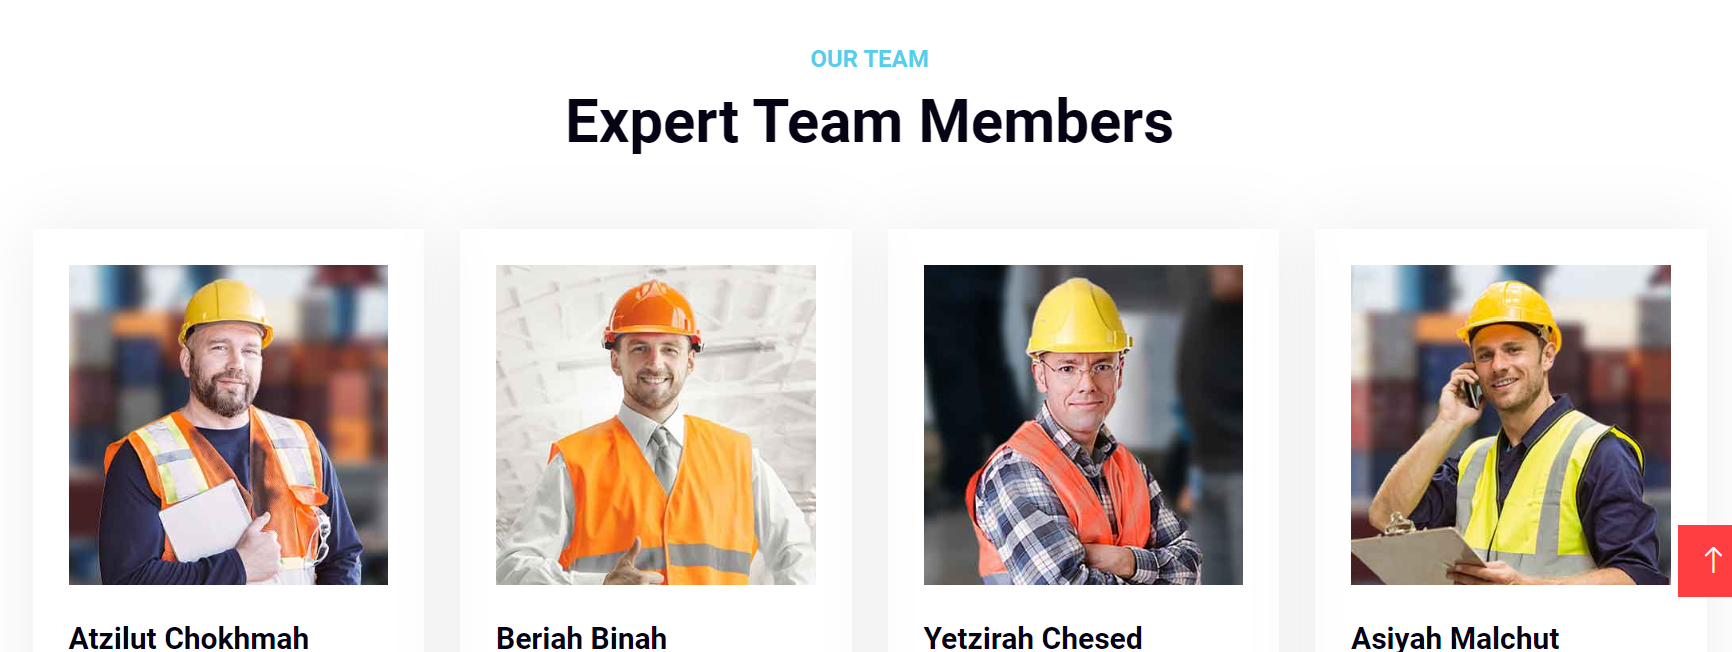 OUR TEAM
Expert Team Members
Atzilut Chokhmah
Beriah Binah
Yetzirah Chesed
Asiyah Malchut